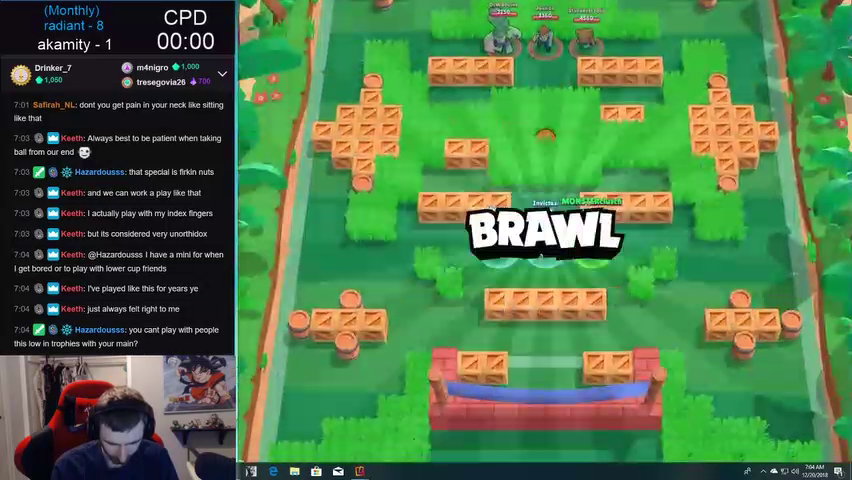 (Monthly)
radiant - 8
akamity - 1
CPD
00:00
Drinker_7
1,050
m4nigro 1,000
tresegovia26 700
7:01 Safirah_NL: dont you get pain in your neck like sitting
like that
7:03 Keeth: Always best to be patient when taking
ball from our end
7:03 Hazardousss: that special is firkin nuts
7:03 Keeth: and we can work a play like that
7:03 Keeth: I actually play with my index fingers
7:03 Keeth: but its considered very unorthidox
7:04 Keeth: @Hazardousss I have a mini for when
I get bored or to play with lower cup friends
7:04 Keeth: I've played like this for years ye
7:04 Keeth: just always felt right to me
7:04 Hazardousss: you cant play with people
this low in trophies with your main?
BRAWL
7:04 AM
12/20/2018